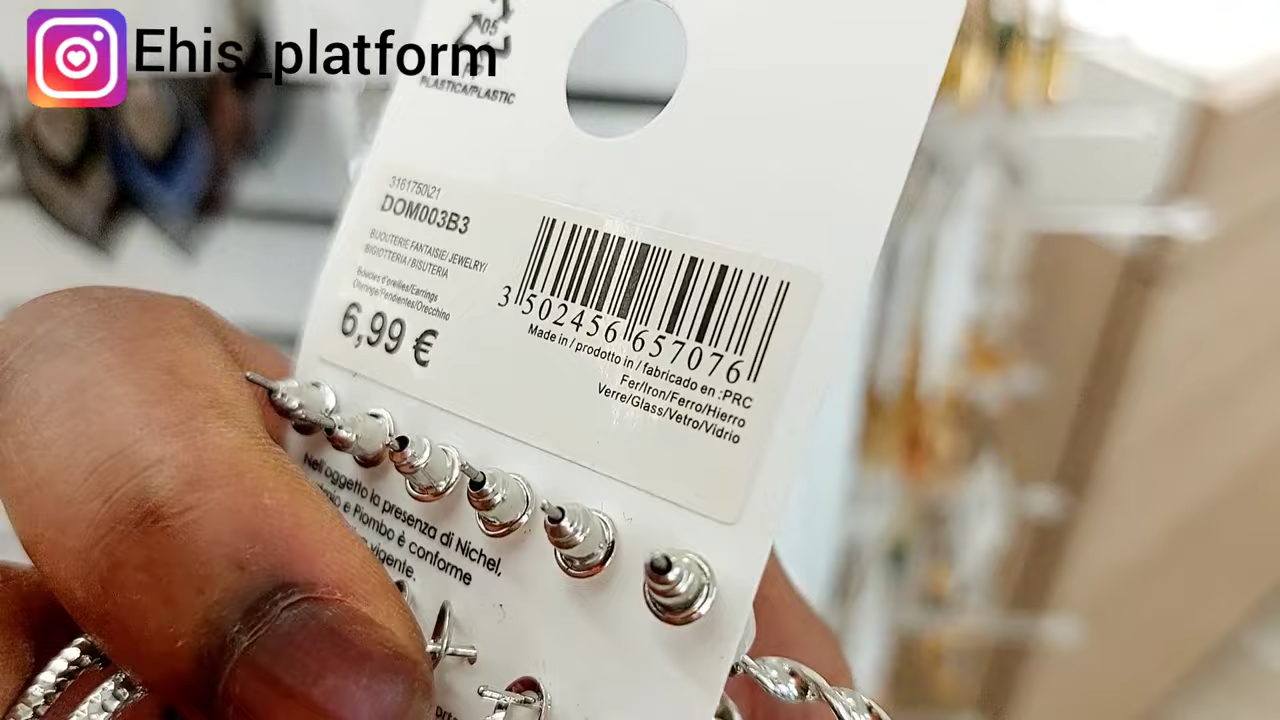 Ehis_platform
05
PP
PLASTICA/PLASTIC
3161750\21
DOM003B3
BIJOUTERIE FANTAISIE/JEWELRY/
BIGIOTTERIA/BISUTERIA
Boucles d'oreilles/Earrings
/Pendientes/Orecchino
6,99 €
3 502456 657076
Made in / prodotto in / fabricado en :PRC
Fer/Iron/Ferro/Hierro
Verre/Glass/Vetro/Vidrio
Nell'oggetto la presenza di Nichel,
e Piombo è conforme
vigente.